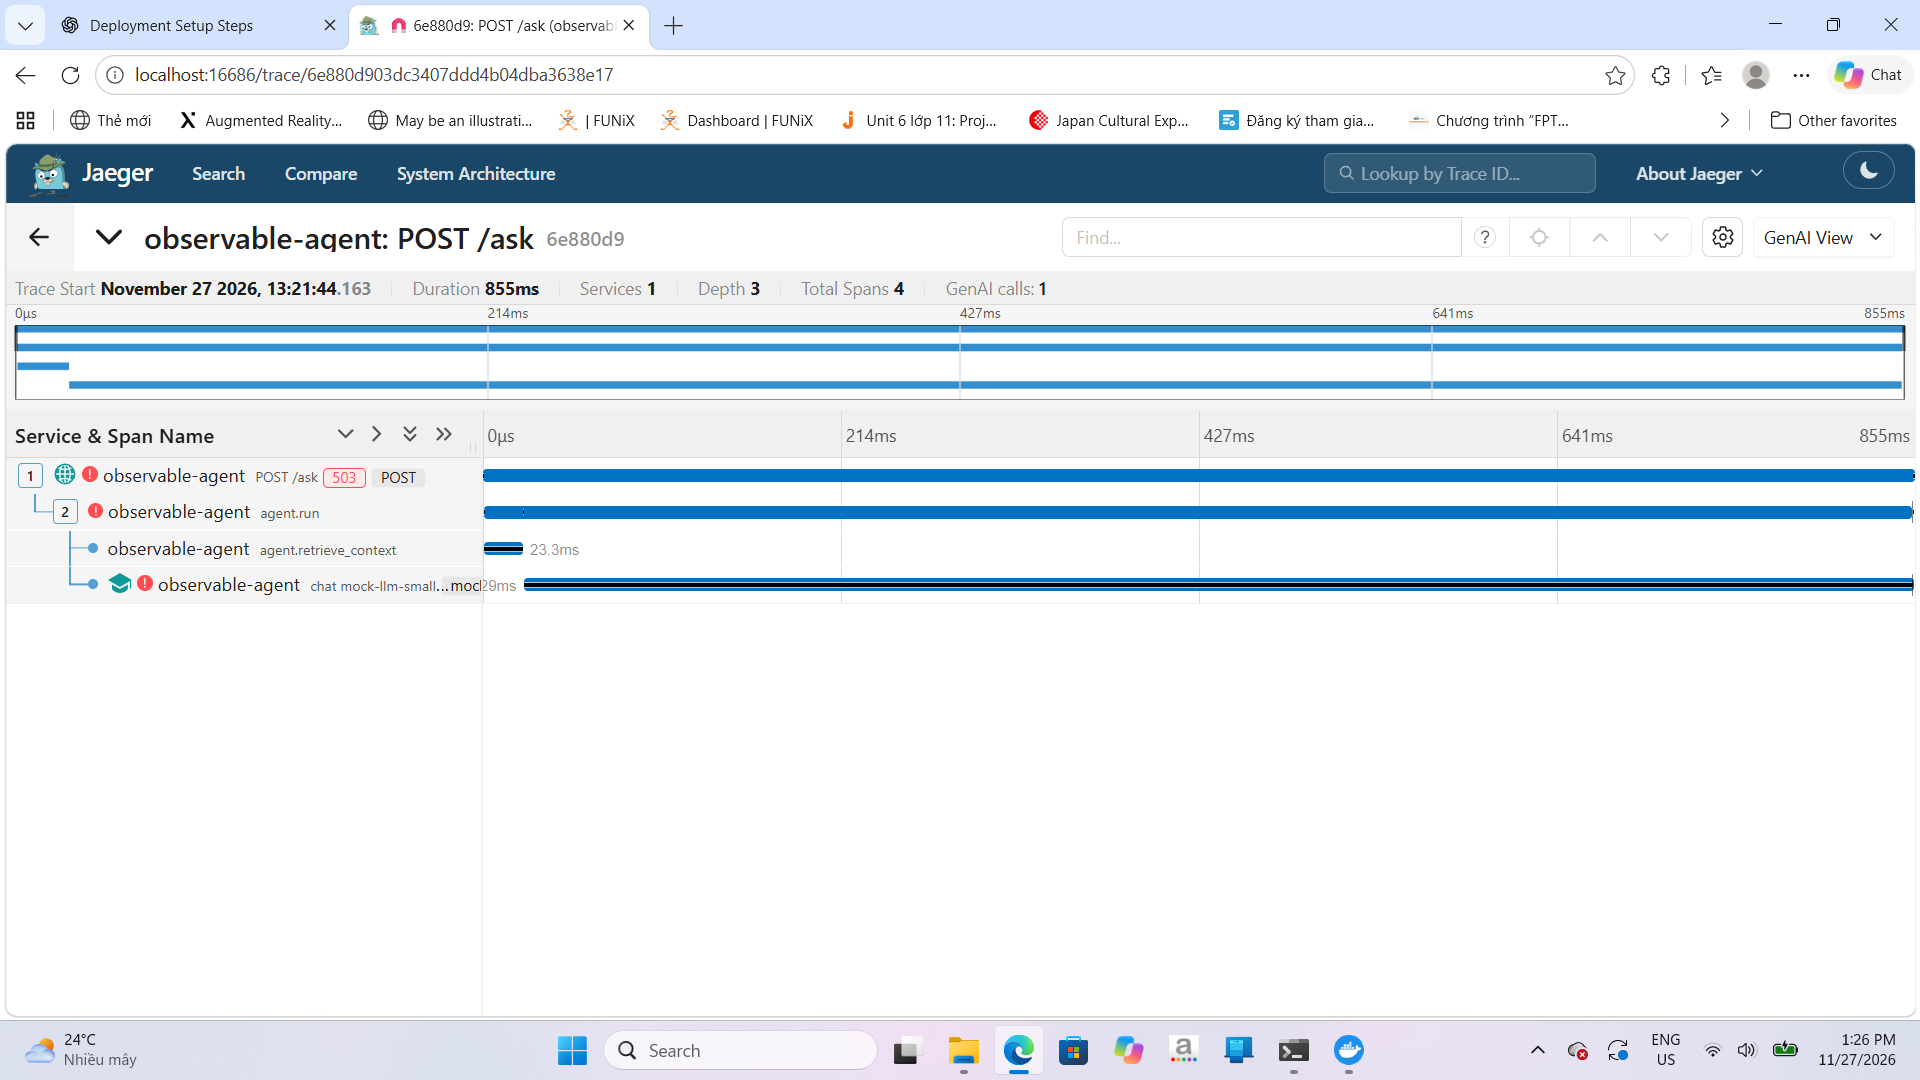 Deployment Setup Steps
6e880d9: POST /ask (observab
localhost:16686/trace/6e880d903dc3407ddd4b04dba3638e17
Chat
Thẻ mới
Augmented Reality...
May be an illustrati...
| FUNiX
Dashboard | FUNiX
Unit 6 lớp 11: Proj...
Japan Cultural Exp...
Đăng ký tham gia...
Chương trình “FPT...
Other favorites
Jaeger
Search
Compare
System Architecture
Lookup by Trace ID...
About Jaeger
observable-agent: POST /ask 6e880d9
Find...
?
GenAI View
Trace Start November 27 2026, 13:21:44.163
Duration 855ms
Services 1
Depth 3
Total Spans 4
GenAI calls: 1
0μs
214ms
427ms
641ms
855ms
Service & Span Name
0μs
214ms
427ms
641ms
855ms
1 observable-agent POST /ask 503 POST
2 observable-agent agent.run
observable-agent agent.retrieve_context
23.3ms
observable-agent chat mock-llm-small...
24°C
Nhiều mây
Search
ENG
US
1:26 PM
11/27/2026